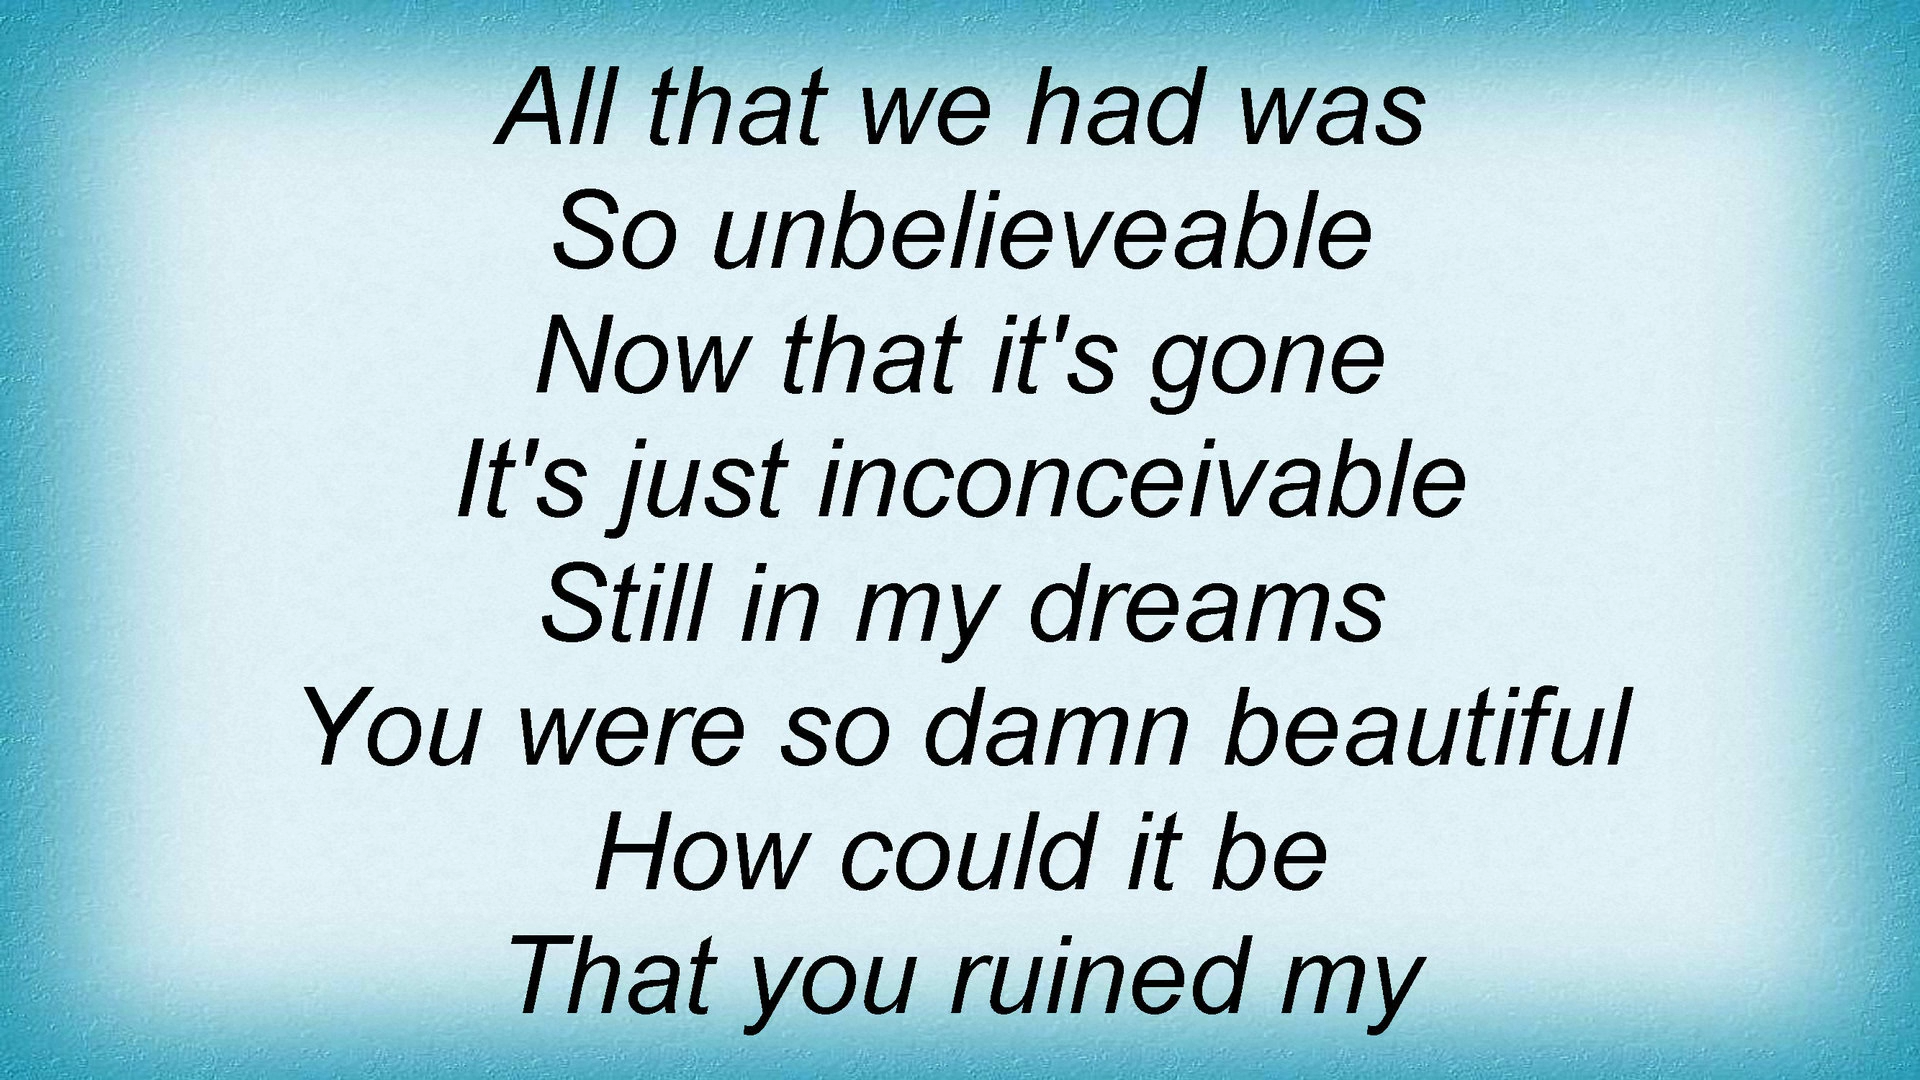 All that we had was
So unbelieveable
Now that it's gone
It's just inconceivable
Still in my dreams
You were so damn beautiful
How could it be
That you ruined my